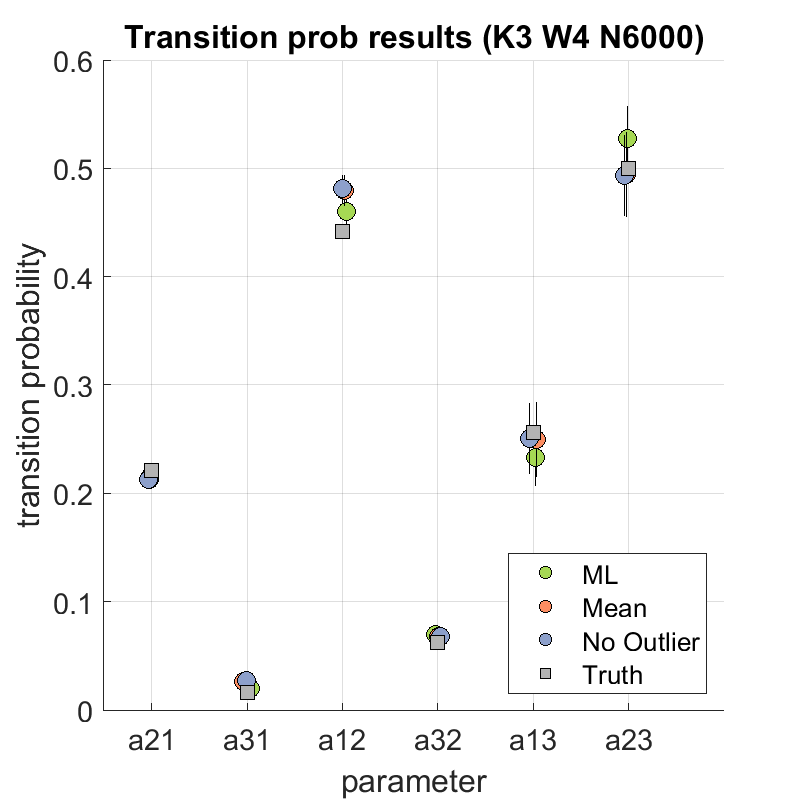 Transition prob results (K3 W4 N6000)
transition probability
0.6
0.5
0.4
0.3
0.2
0.1
0
ML
Mean
No Outlier
Truth
a21 a31 a12 a32 a13 a23
parameter